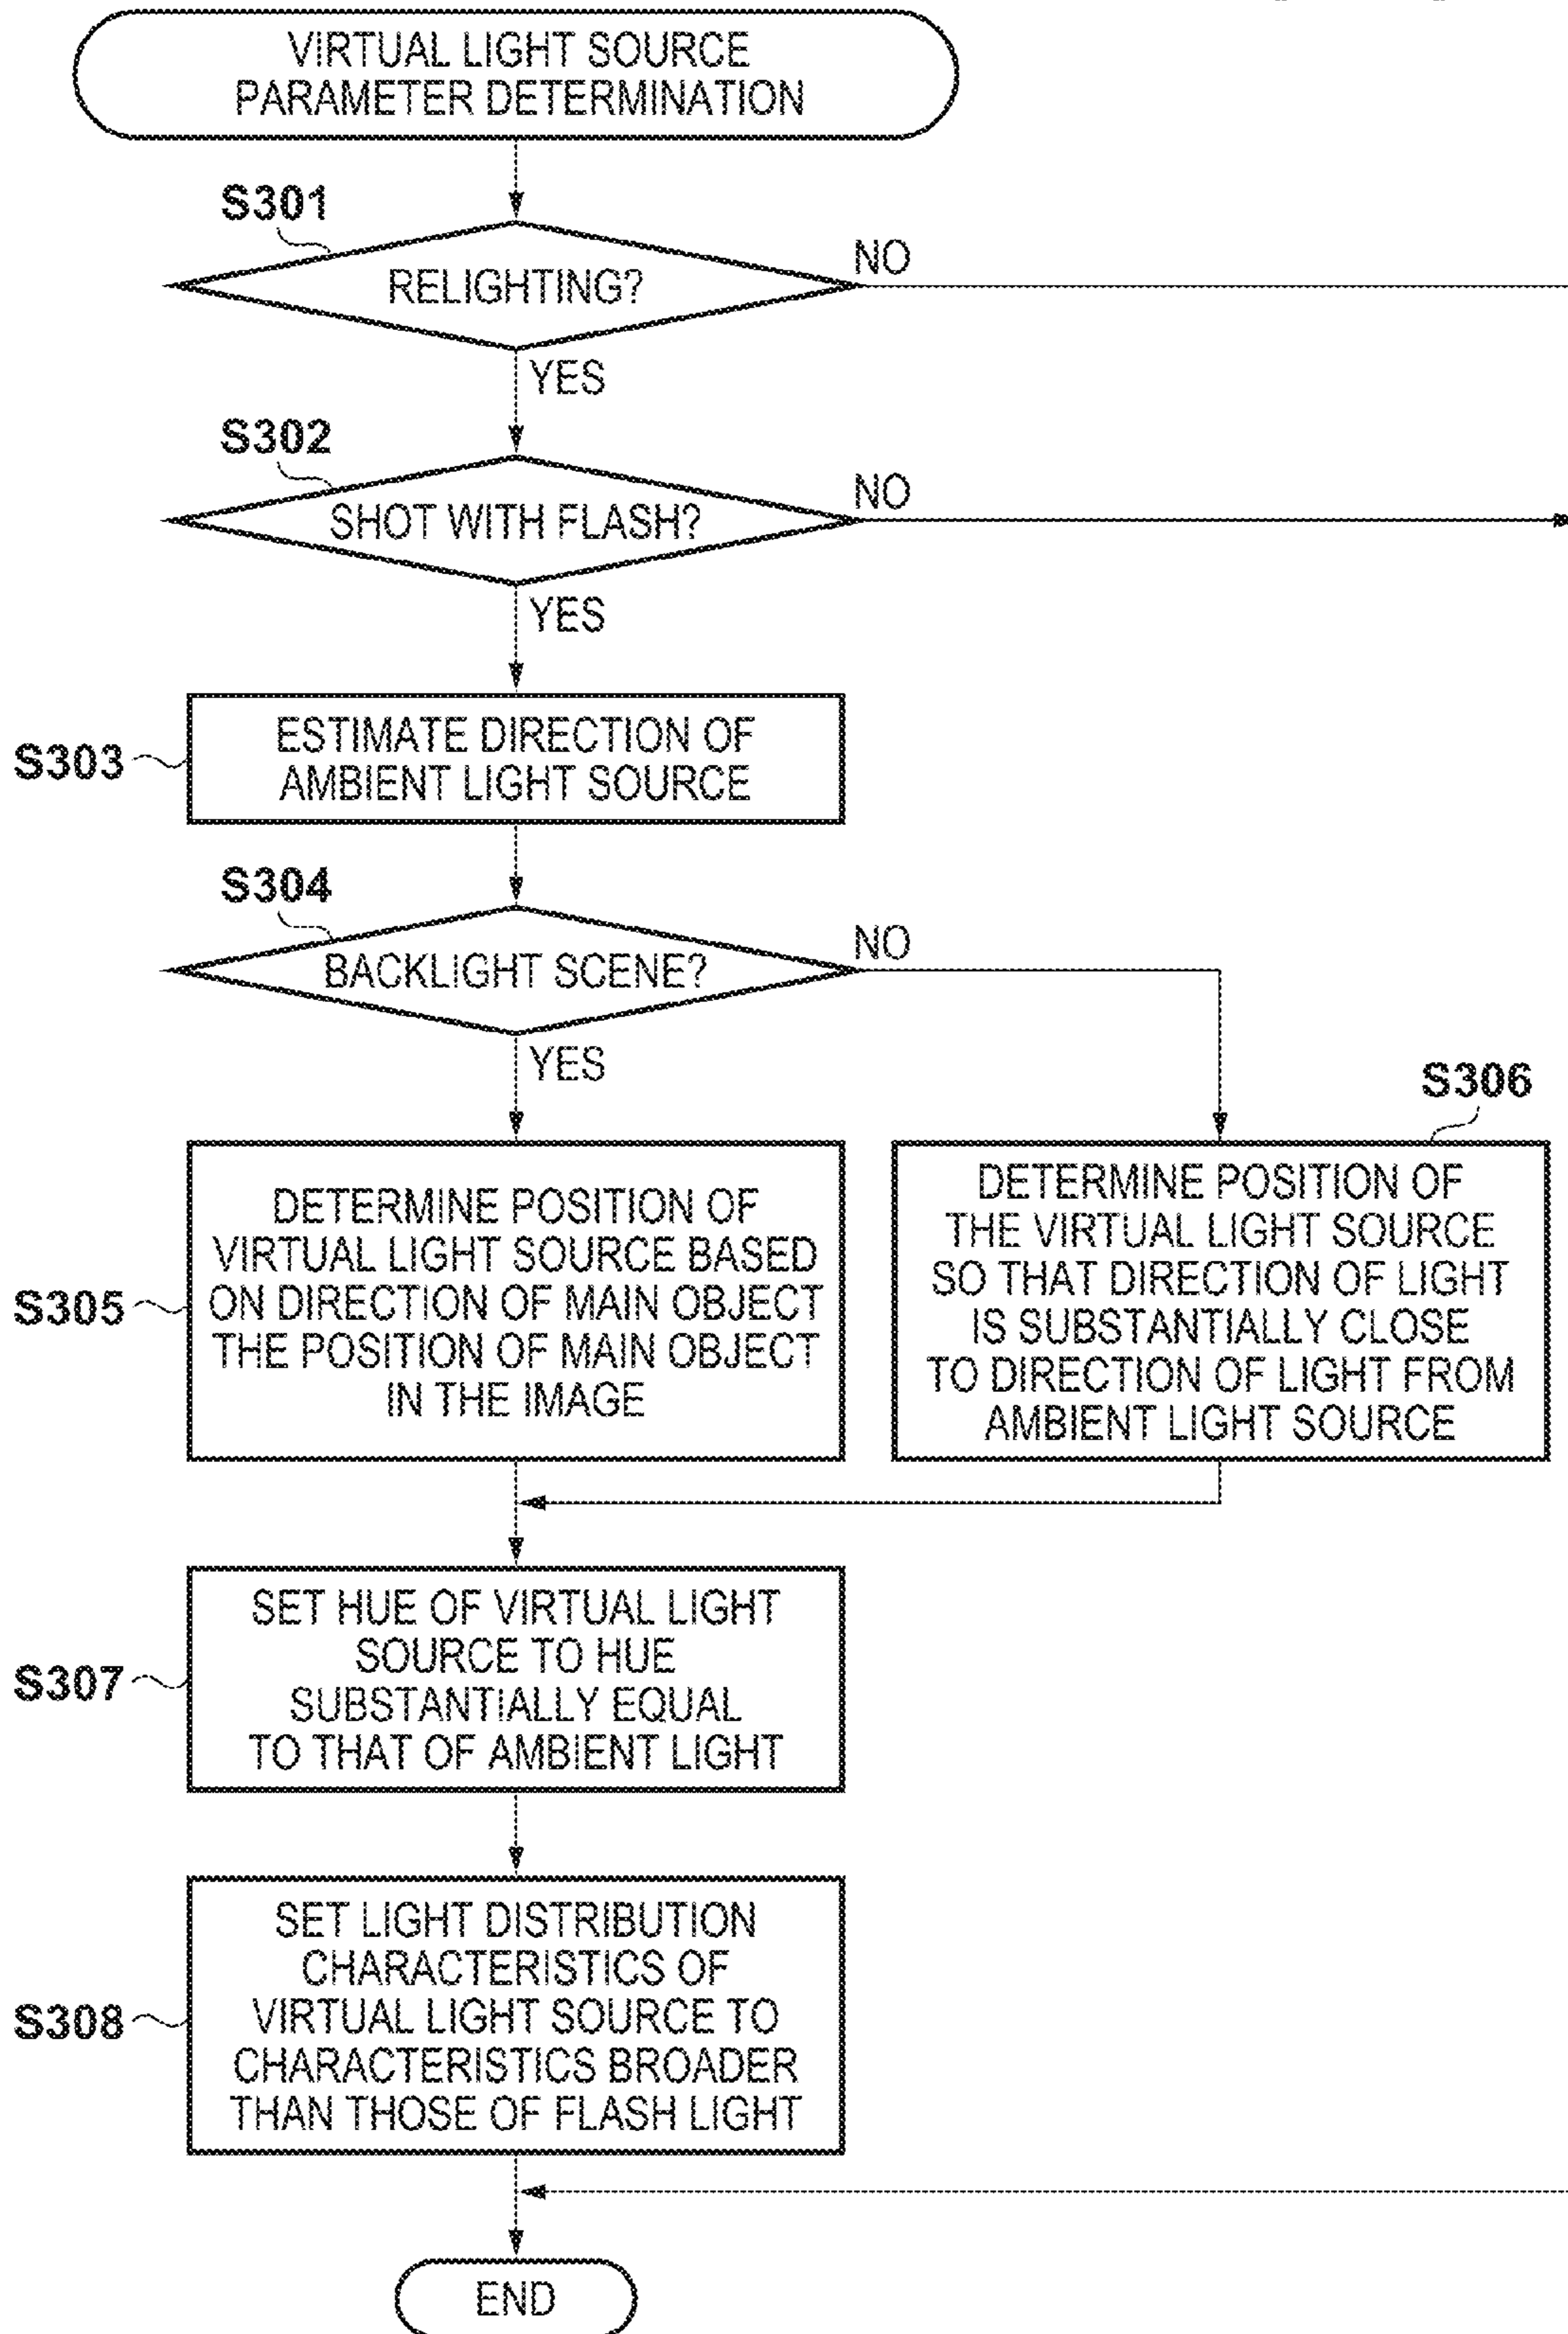 VIRTUAL LIGHT SOURCE
PARAMETER DETERMINATION
S301
RELIGHTING?
NO
YES
S302
SHOT WITH FLASH?
NO
YES
S303
ESTIMATE DIRECTION OF
AMBIENT LIGHT SOURCE
S304
BACKLIGHT SCENE?
NO
YES
S305
DETERMINE POSITION OF
VIRTUAL LIGHT SOURCE BASED
ON DIRECTION OF MAIN OBJECT
THE POSITION OF MAIN OBJECT
IN THE IMAGE
S306
DETERMINE POSITION OF
THE VIRTUAL LIGHT SOURCE
SO THAT DIRECTION OF LIGHT
IS SUBSTANTIALLY CLOSE
TO DIRECTION OF LIGHT FROM
AMBIENT LIGHT SOURCE
S307
SET HUE OF VIRTUAL LIGHT
SOURCE TO HUE
SUBSTANTIALLY EQUAL
TO THAT OF AMBIENT LIGHT
S308
SET LIGHT DISTRIBUTION
CHARACTERISTICS OF
VIRTUAL LIGHT SOURCE TO
CHARACTERISTICS BROADER
THAN THOSE OF FLASH LIGHT
END